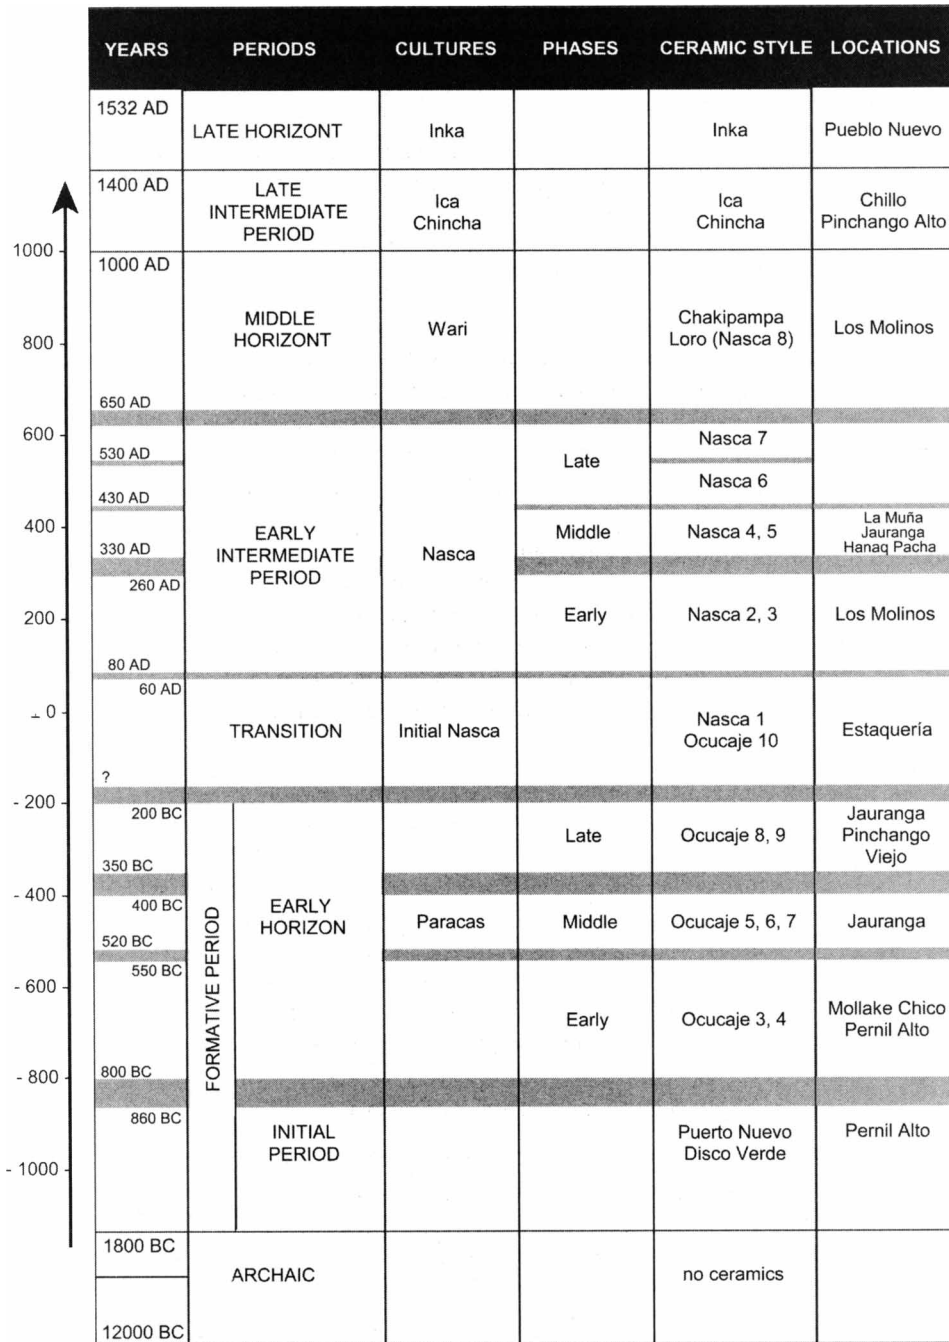 YEARS PERIODS CULTURES PHASES CERAMIC STYLE LOCATIONS
1532 AD
LATE HORIZONT Inka Inka Pueblo Nuevo
1400 AD
LATE
INTERMEDIATE
PERIOD
Ica
Chincha
Ica
Chincha
Chillo
Pinchango Alto
1000
1000 AD
MIDDLE
HORIZONT
Wari
Chakipampa
Loro (Nasca 8)
Los Molinos
800
650 AD
600
530 AD
430 AD
400
330 AD
260 AD
200
80 AD
EARLY
INTERMEDIATE
PERIOD
Nasca
Late
Nasca 7
Nasca 6
Middle
Nasca 4, 5
La Muña
Jauranga
Hanaq Pacha
Early
Nasca 2, 3
Los Molinos
60 AD
± 0
?
TRANSITION
Initial Nasca
Nasca 1
Ocucaje 10
Estaquería
- 200
200 BC
350 BC
- 400
400 BC
520 BC
550 BC
- 600
- 800
800 BC
FORMATIVE PERIOD
EARLY
HORIZON
Paracas
Late
Ocucaje 8, 9
Jauranga
Pinchango
Viejo
Middle
Ocucaje 5, 6, 7
Jauranga
Early
Ocucaje 3, 4
Mollake Chico
Pernil Alto
860 BC
- 1000
INITIAL
PERIOD
Puerto Nuevo
Disco Verde
Pernil Alto
1800 BC
ARCHAIC
no ceramics
12000 BC